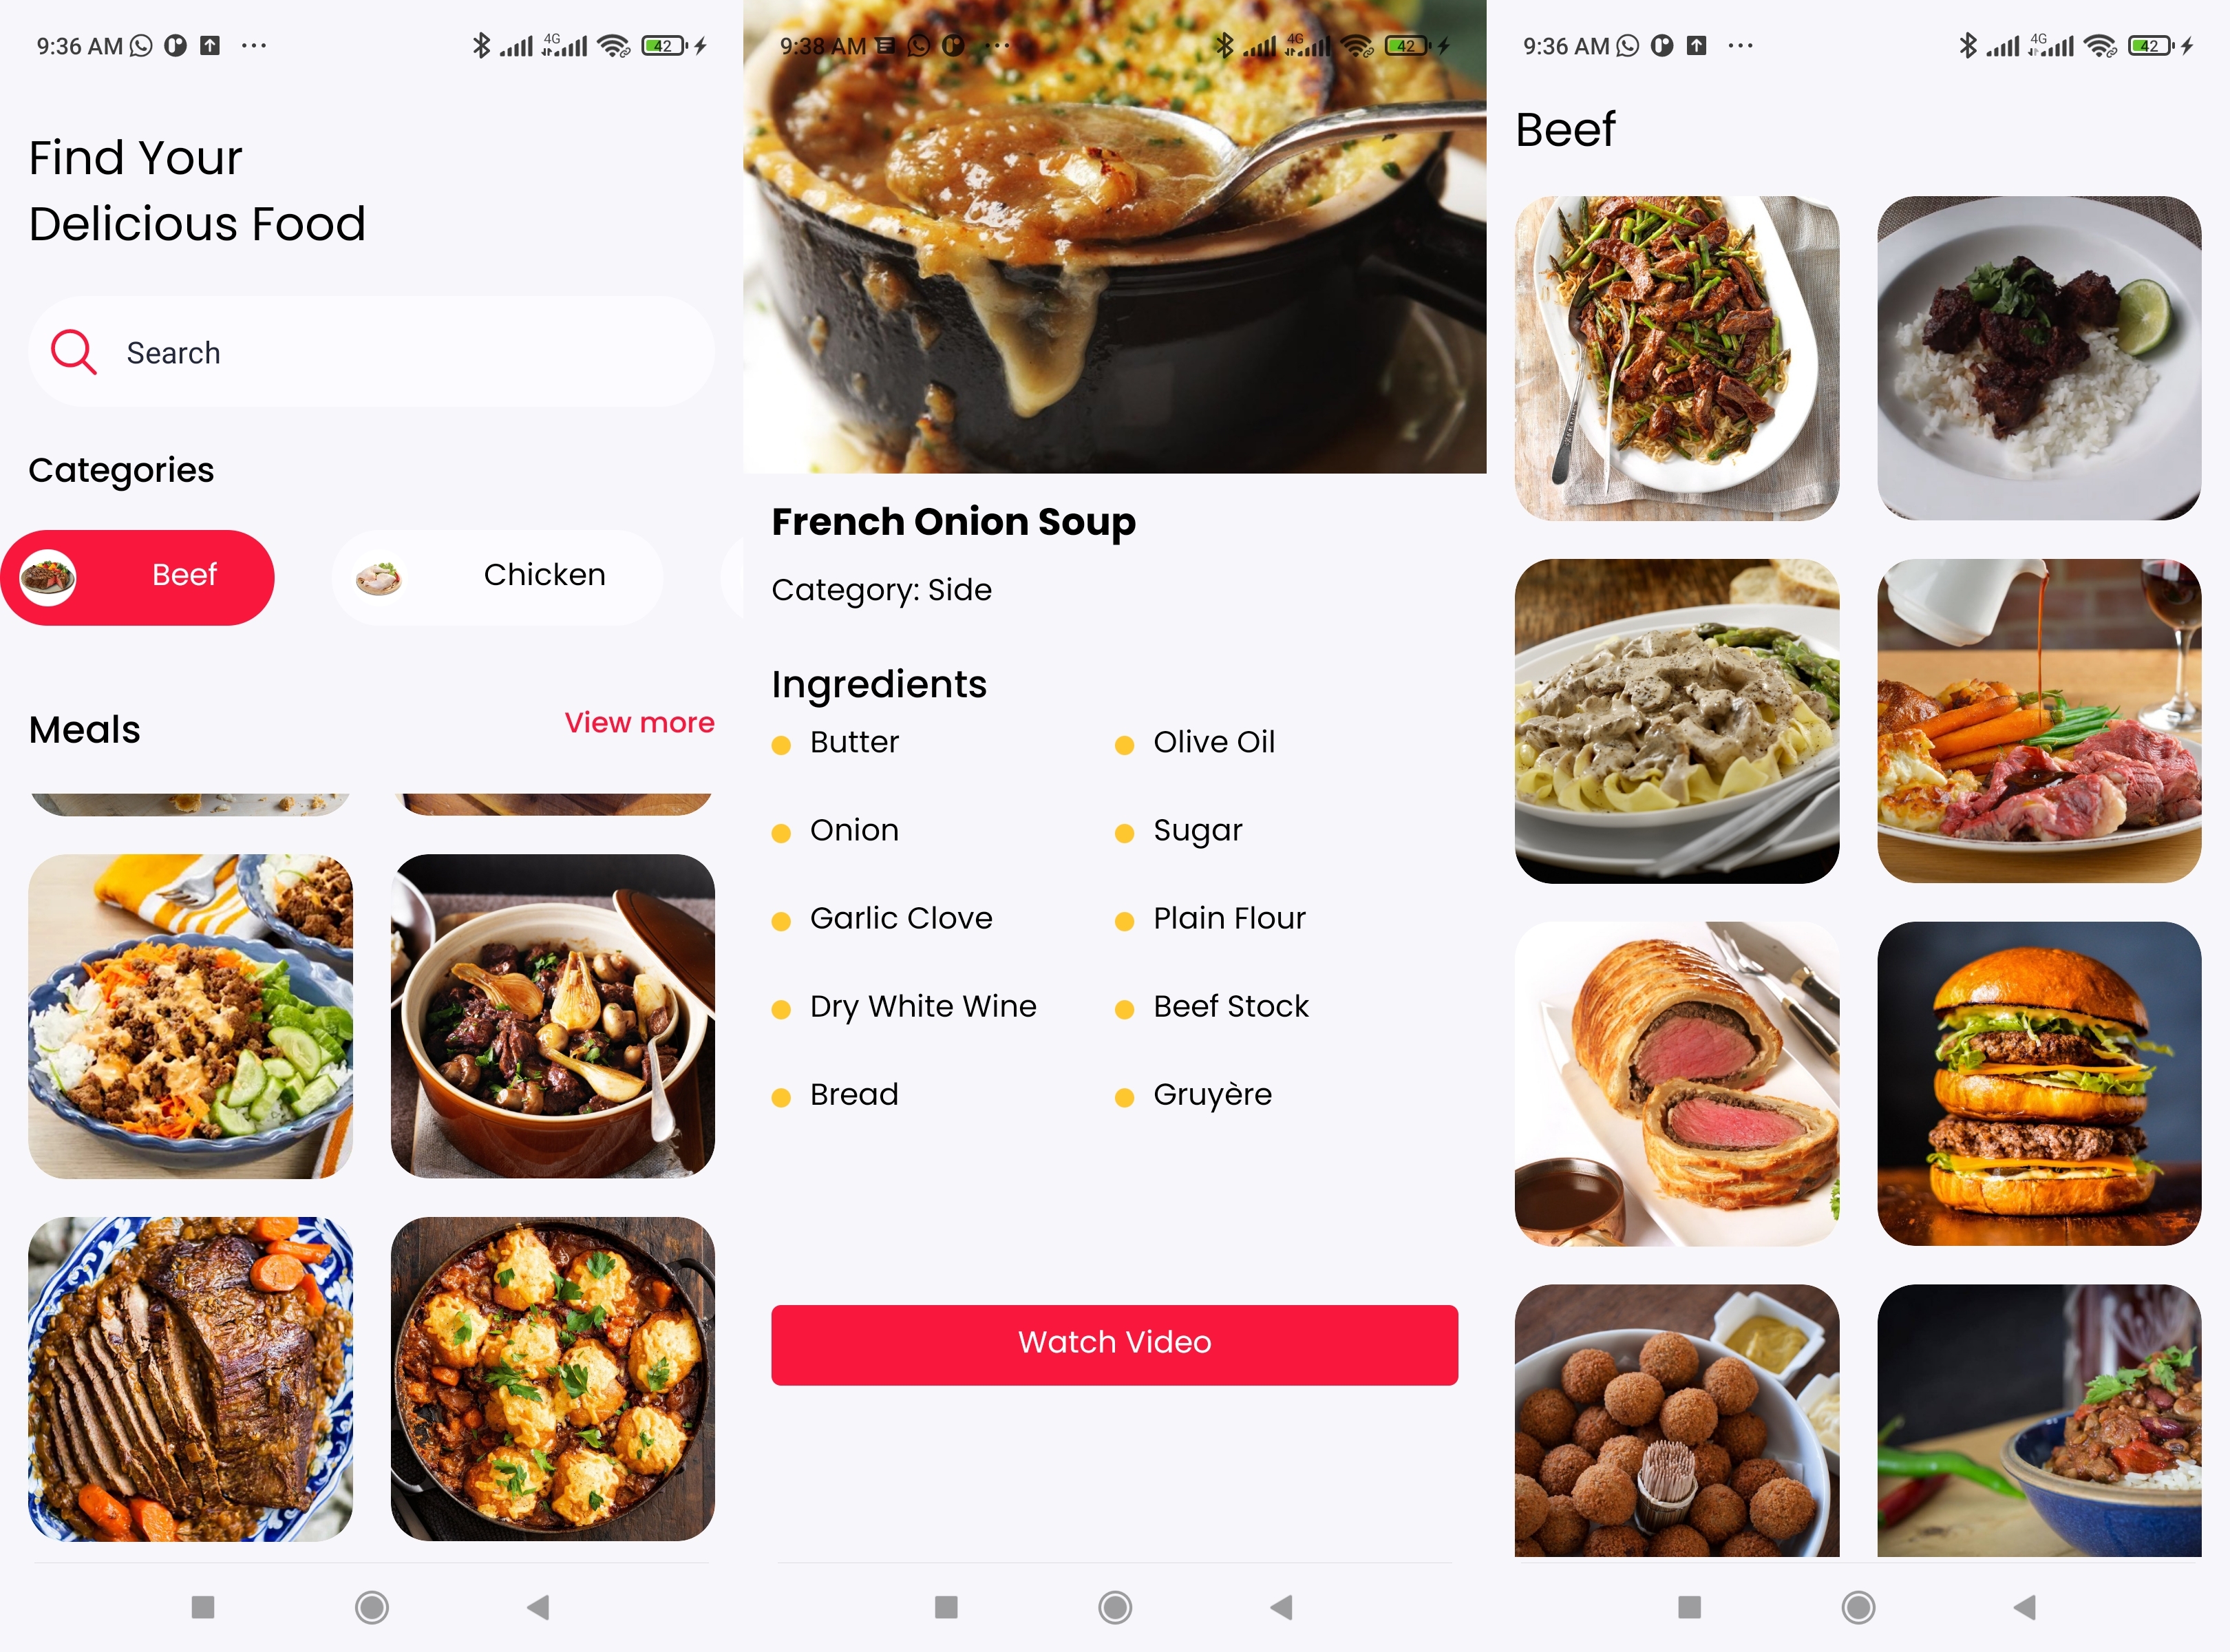 9:36 AM
4G
42
Find Your
Delicious Food
Search
Categories
Beef
Chicken
Meals
View more
9:38 AM
4G
42
French Onion Soup
Category: Side
Ingredients
Butter
Olive Oil
Onion
Sugar
Garlic Clove
Plain Flour
Dry White Wine
Beef Stock
Bread
Gruyère
Watch Video
9:36 AM
4G
42
Beef